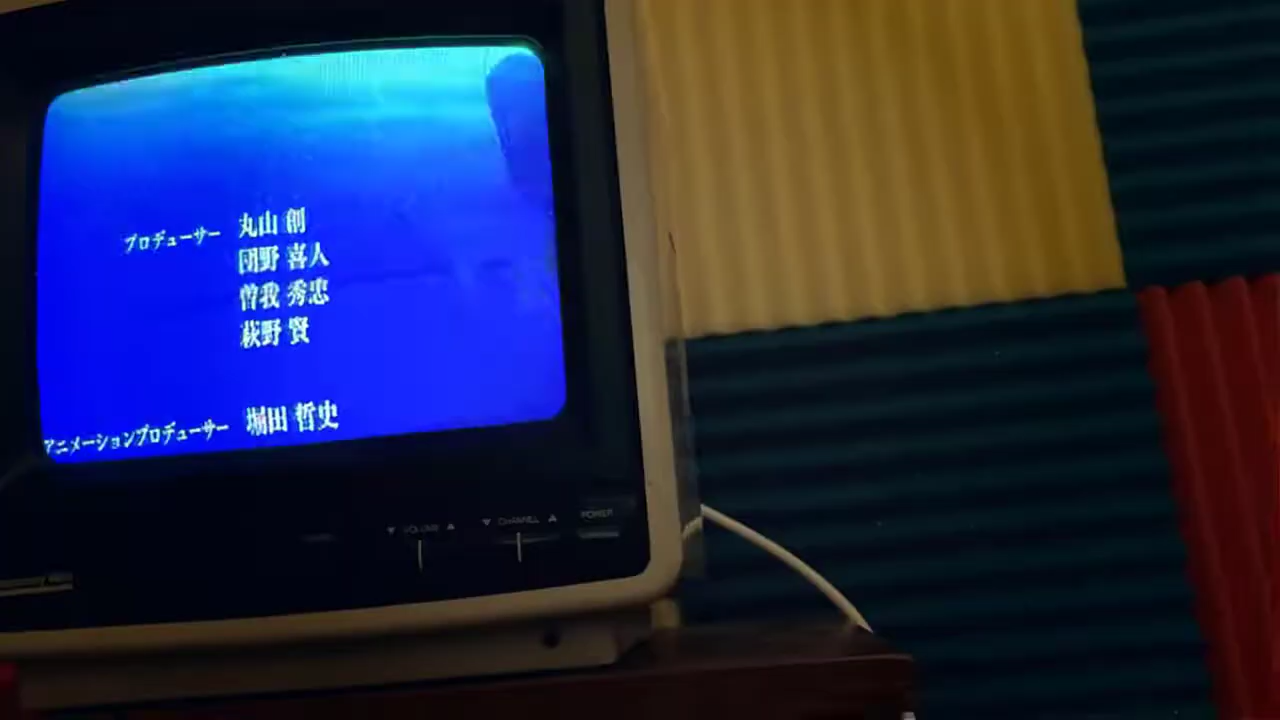 プロデューサー 丸山 創
団野 喜人
曽我 秀忠
萩野 賢
アニメーションプロデューサー 堀田 哲史
▼ VOLUME ▲ ▼ CHANNEL ▲ POWER